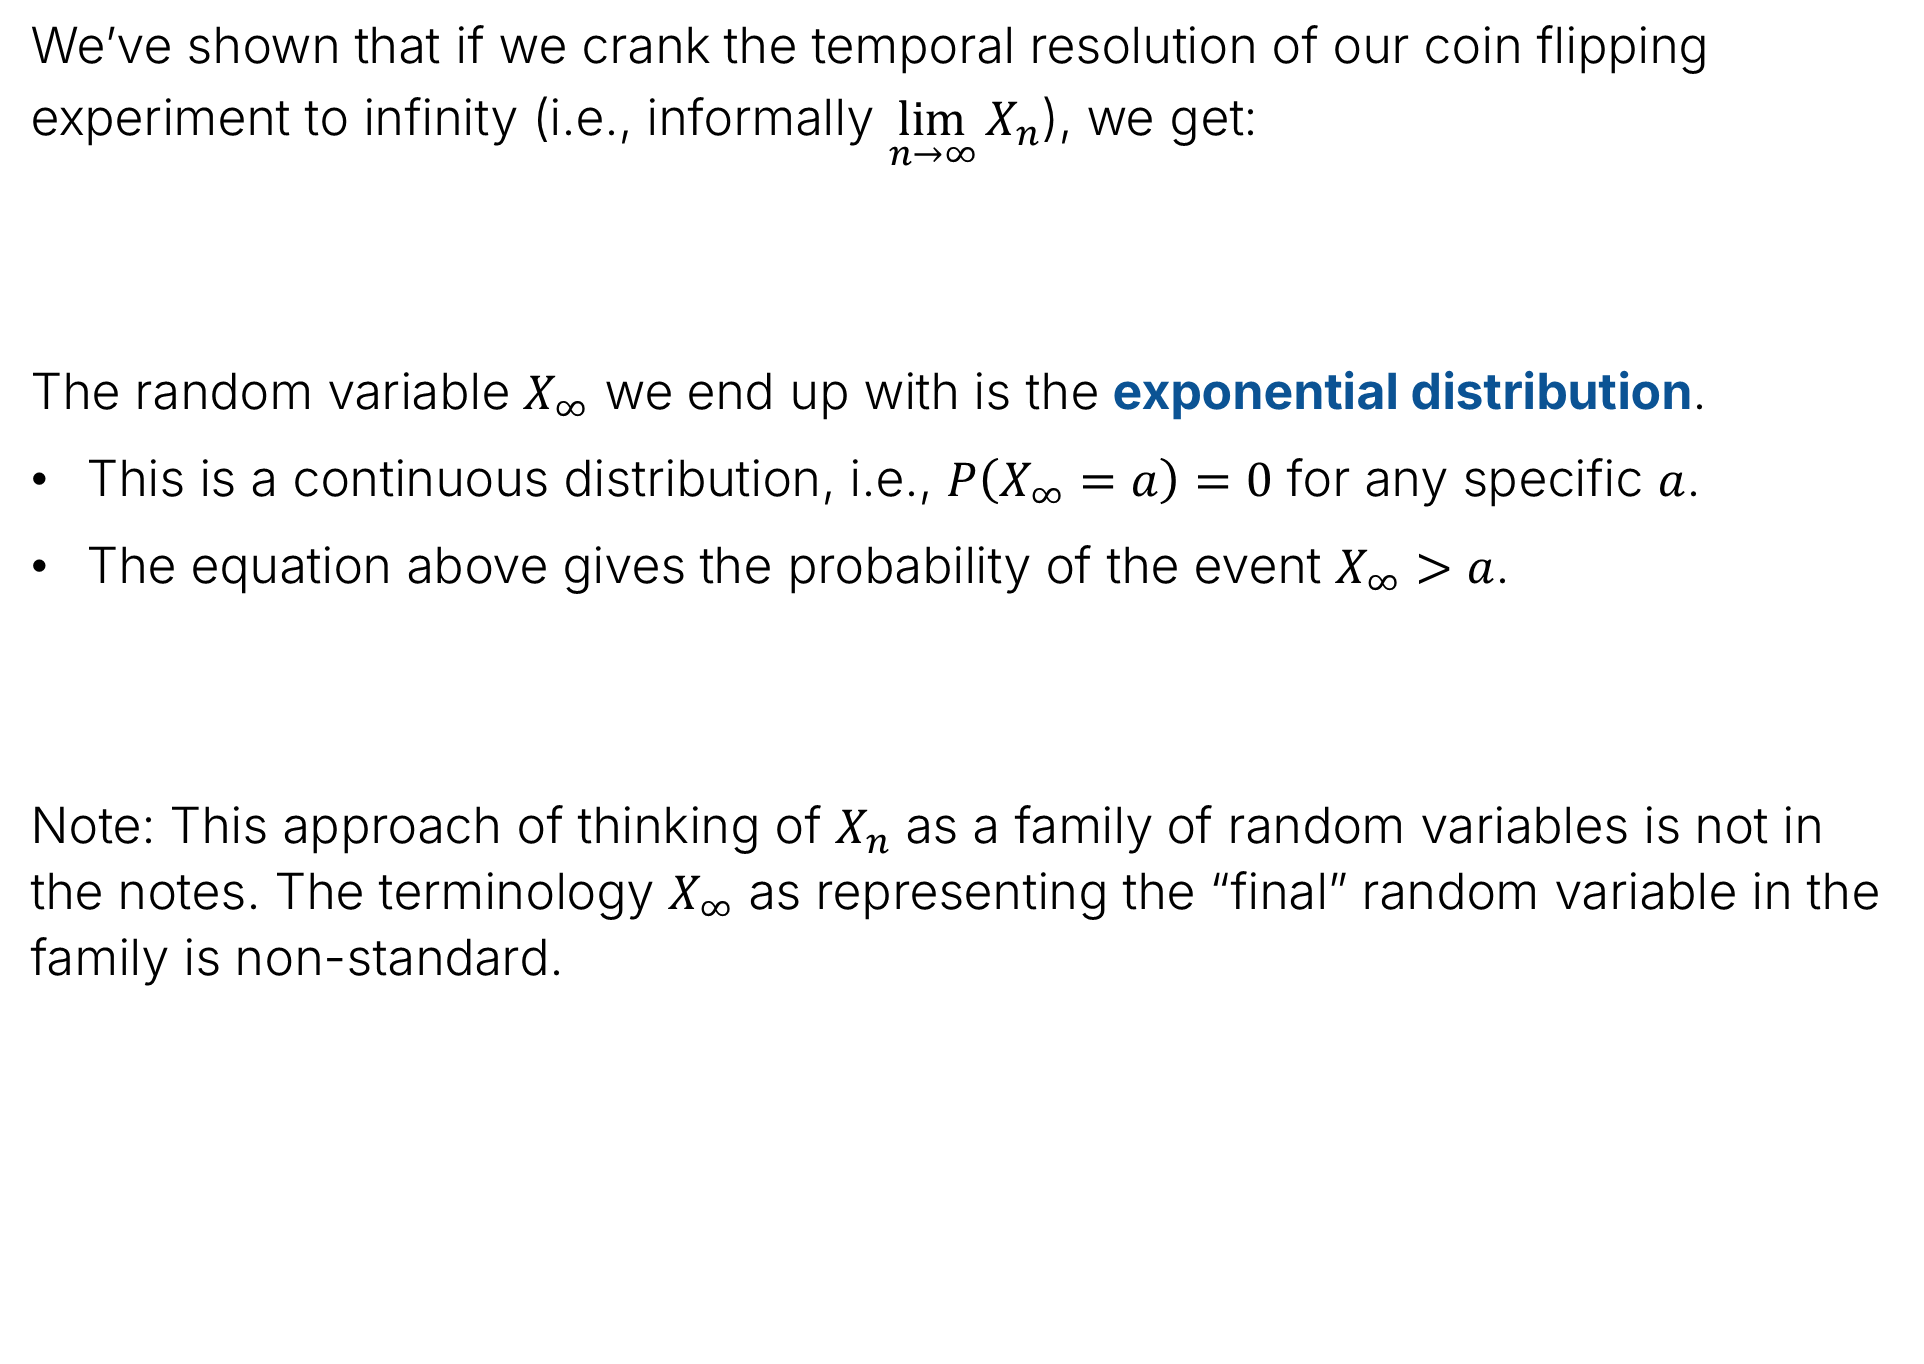 We’ve shown that if we crank the temporal resolution of our coin flipping
experiment to infinity (i.e., informally lim_{n→∞} X_n), we get:
The random variable X_∞ we end up with is the exponential distribution.
• This is a continuous distribution, i.e., P(X_∞ = a) = 0 for any specific a.
• The equation above gives the probability of the event X_∞ > a.
Note: This approach of thinking of X_n as a family of random variables is not in
the notes. The terminology X_∞ as representing the “final” random variable in the
family is non-standard.